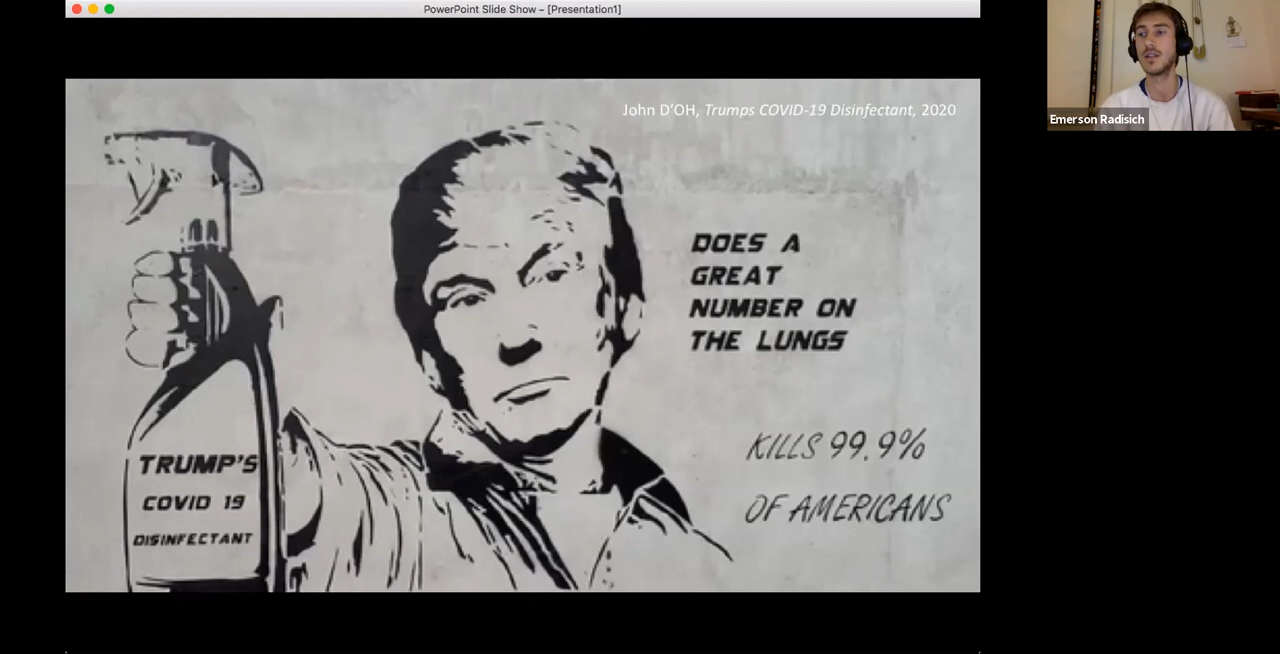 PowerPoint Slide Show – [Presentation1]
Emerson Radisich
John D'OH, Trumps COVID-19 Disinfectant, 2020
DOES A
GREAT
NUMBER ON
THE LUNGS
KILLS 99.9%
OF AMERICANS
TRUMP'S
COVID 19
DISINFECTANT